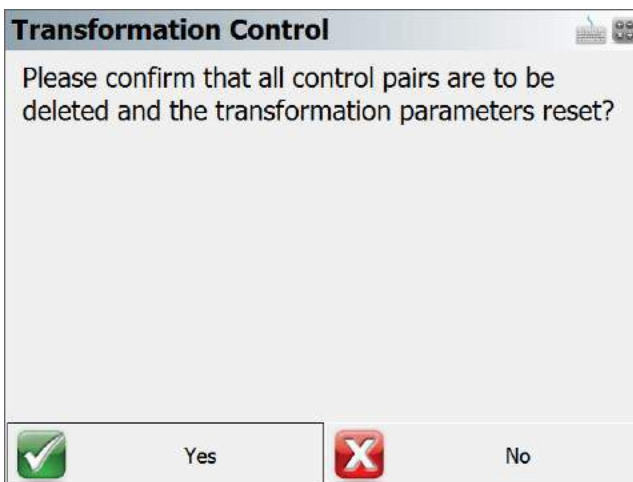 Transformation Control
Please confirm that all control pairs are to be
deleted and the transformation parameters reset?
Yes
No